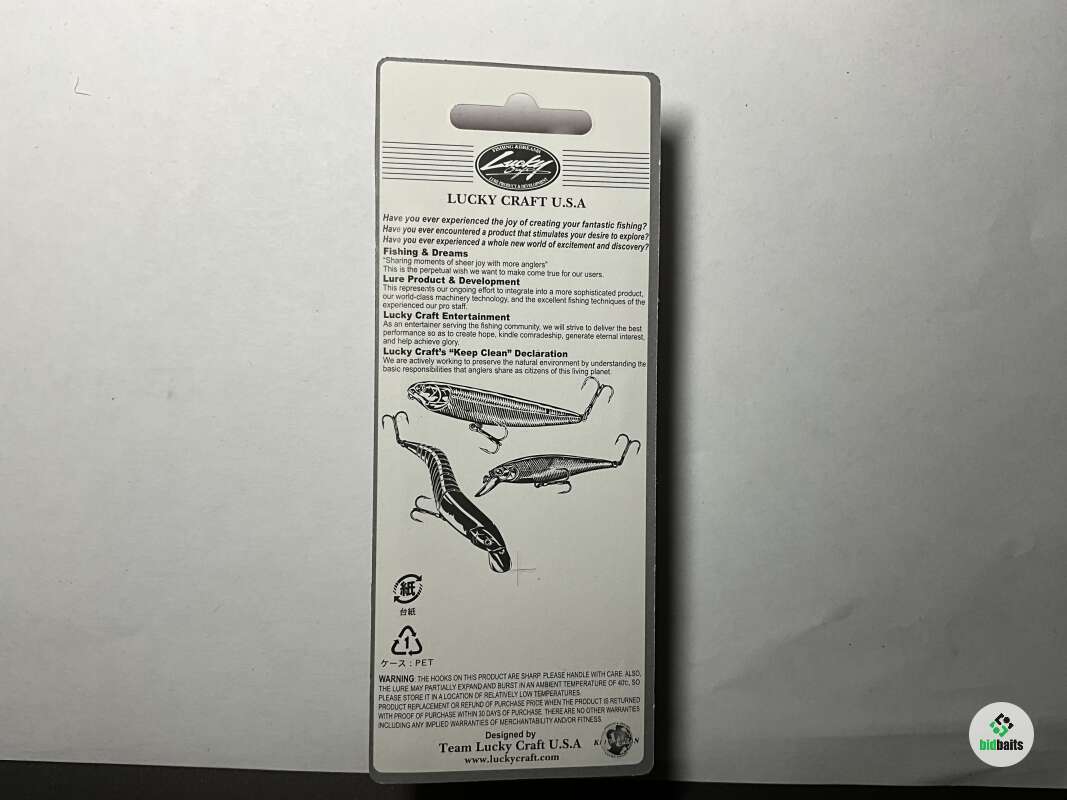 FISHING & DREAMS
Lucky Craft
LURE PRODUCT & DEVELOPMENT
LUCKY CRAFT U.S.A
Have you ever experienced the joy of creating your fantastic fishing?
Have you ever encountered a product that stimulates your desire to explore?
Have you ever experienced a whole new world of excitement and discovery?
Fishing & Dreams
"Sharing moments of sheer joy with more anglers"
This is the perpetual wish we want to make come true for our users.
Lure Product & Development
This represents our ongoing effort to integrate into a more sophisticated product,
our world-class machinery technology, and the excellent fishing techniques of the
experienced our pro staff.
Lucky Craft Entertainment
As an entertainer serving the fishing community, we will strive to deliver the best
performance so as to create hope, kindle comradeship, generate eternal interest,
and help achieve glory.
Lucky Craft's "Keep Clean" Declaration
We are actively working to preserve the natural environment by understanding the
basic responsibilities that anglers share as citizens of this living planet.
紙
台紙
1
ケース：PET
WARNING: THE HOOKS ON THIS PRODUCT ARE SHARP. PLEASE HANDLE WITH CARE. ALSO,
THE LURE MAY PARTIALLY EXPAND AND BURST IN AN AMBIENT TEMPERATURE OF 40℃, SO
PLEASE STORE IT IN A LOCATION OF RELATIVELY LOW TEMPERATURES.
PRODUCT REPLACEMENT OR REFUND OF PURCHASE PRICE WHEN THE PRODUCT IS RETURNED
WITH PROOF OF PURCHASE WITHIN 30 DAYS OF PURCHASE. THERE ARE NO OTHER WARRANTIES
INCLUDING ANY IMPLIED WARRANTIES OF MERCHANTABILITY AND/OR FITNESS.
Designed by
Team Lucky Craft U.S.A
www.luckycraft.com
bidbaits